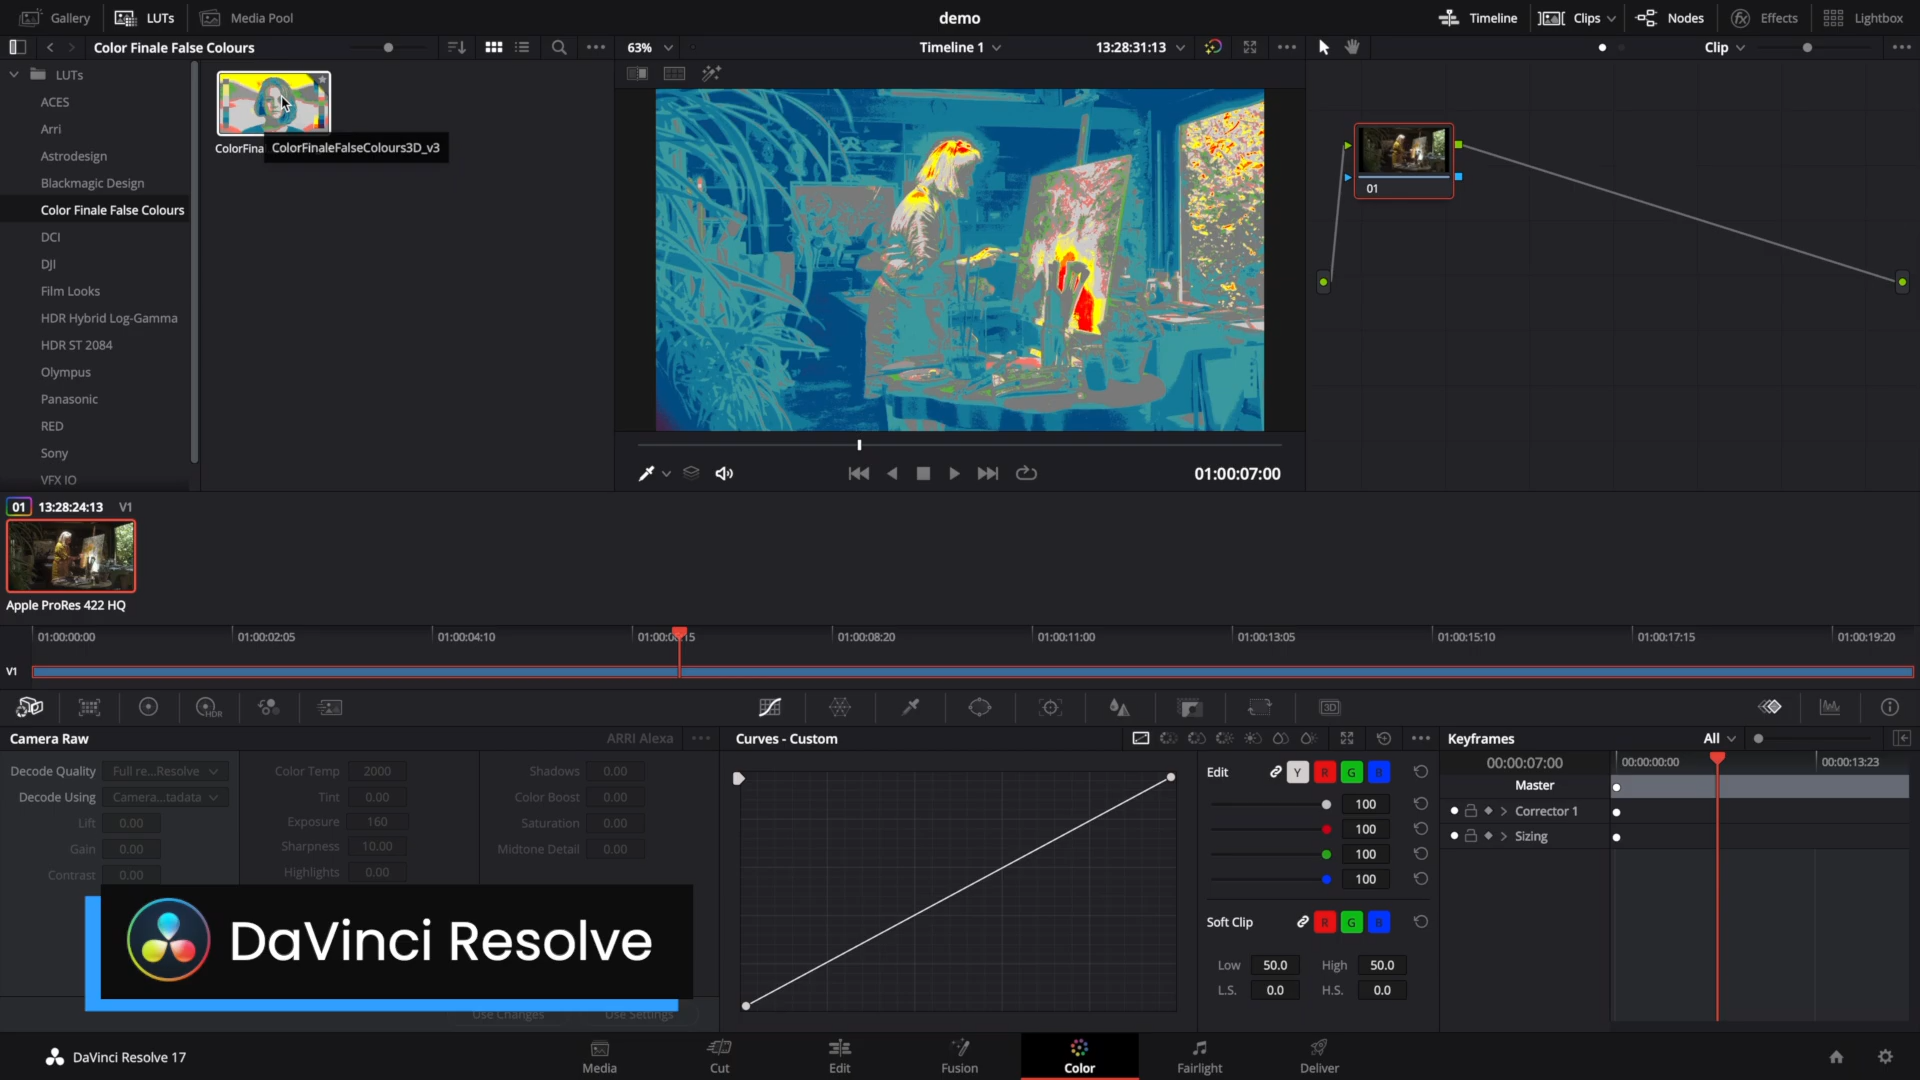 Gallery
LUTs
Media Pool
demo
Timeline
Clips
Nodes
Effects
Lightbox
Color Finale False Colours
63%
Timeline 1
13:28:31:13
Clip
LUTs
ACES
Arri
Astrodesign
Blackmagic Design
Color Finale False Colours
DCI
DJI
Film Looks
HDR Hybrid Log-Gamma
HDR ST 2084
Olympus
Panasonic
RED
Sony
VFX IO
ColorFina
ColorFinaleFalseColours3D_v3
01
01:00:07:00
01 13:28:24:13 V1
Apple ProRes 422 HQ
01:00:00:00
01:00:02:05
01:00:04:10
01:00:06:15
01:00:08:20
01:00:11:00
01:00:13:05
01:00:15:10
01:00:17:15
01:00:19:20
V1
HDR
3D
Camera Raw
ARRI Alexa
Decode Quality Full re...Resolve
Decode Using Camera...tadata
Lift 0.00
Gain 0.00
Contrast 0.00
Color Temp 2000
Tint 0.00
Exposure 160
Sharpness 10.00
Highlights 0.00
Shadows 0.00
Color Boost 0.00
Saturation 0.00
Midtone Detail 0.00
Use Changes
Use Settings
DaVinci Resolve
Curves - Custom
Edit Y R G B
100
100
100
100
Soft Clip R G B
Low 50.0 High 50.0
L.S. 0.0 H.S. 0.0
Keyframes
All
00:00:07:00
00:00:00:00
00:00:13:23
Master
Corrector 1
Sizing
DaVinci Resolve 17
Media
Cut
Edit
Fusion
Color
Fairlight
Deliver